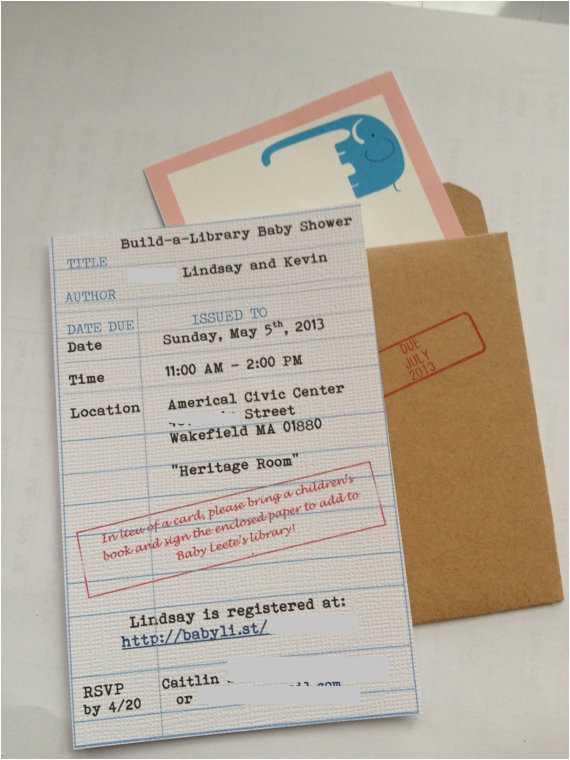 Build-a-Library Baby Shower
TITLE
Lindsay and Kevin
AUTHOR
DATE DUE ISSUED TO
Date Sunday, May 5th, 2013
Time 11:00 AM - 2:00 PM
Location Americal Civic Center
Street
Wakefield MA 01880
"Heritage Room"
In lieu of a card, please bring a children's
book and sign the enclosed paper to add to
Baby Leete's library!
Lindsay is registered at:
http://babyli.st/
RSVP Caitlin
by 4/20 or
DUE
JULY
2013